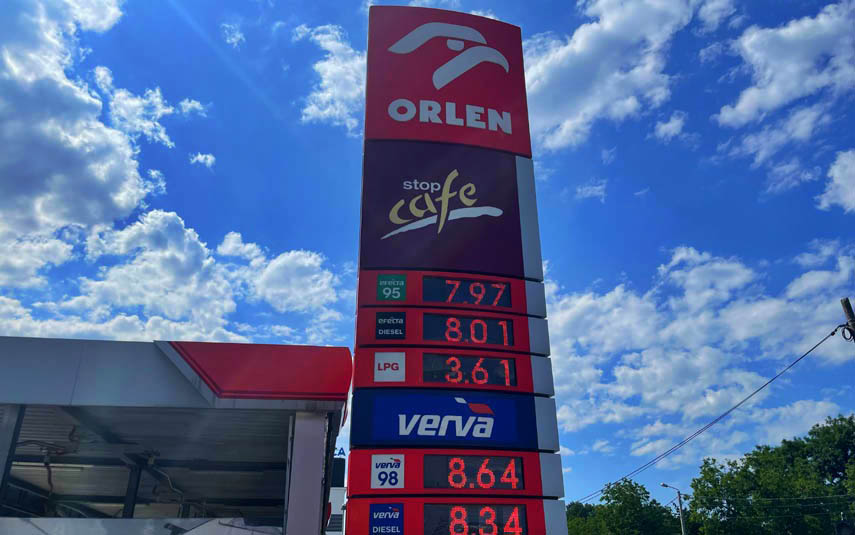 ORLEN
stop
cafe
efecta
95
7.97
efecta
DIESEL
8.01
LPG
3.61
verva
verva
98
8.64
verva
DIESEL
8.34